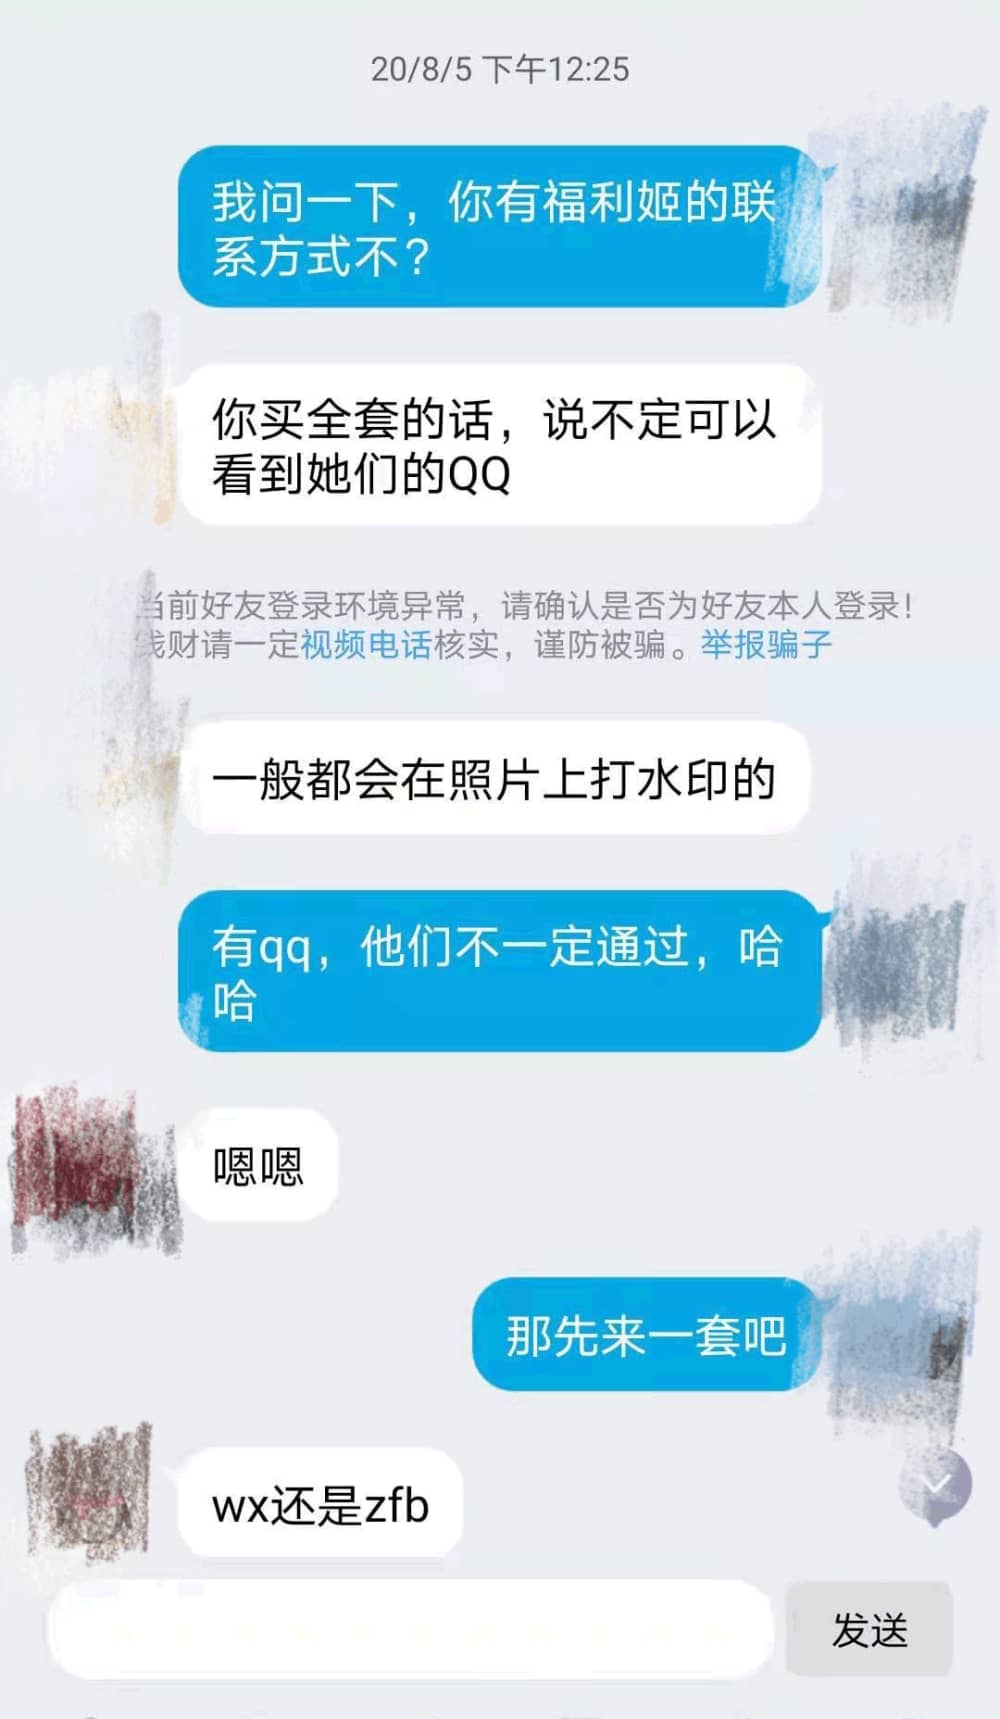 20/8/5 下午12:25
我问一下，你有福利姬的联
系方式不？
你买全套的话，说不定可以
看到她们的QQ
当前好友登录环境异常，请确认是否为好友本人登录！
钱财请一定视频电话核实，谨防被骗。举报骗子
一般都会在照片上打水印的
有qq，他们不一定通过，哈
哈
嗯嗯
那先来一套吧
wx还是zfb
发送